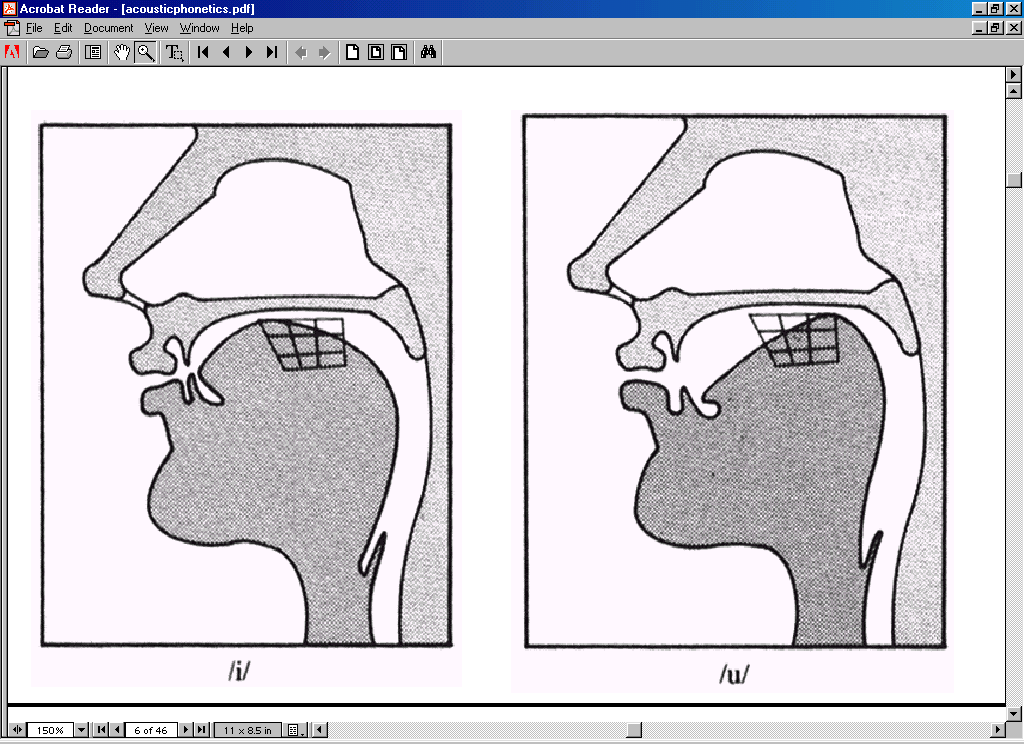 Acrobat Reader - [acousticphonetics.pdf]
File Edit Document View Window Help
/i/
/u/
150% 6 of 46 11 x 8.5 in